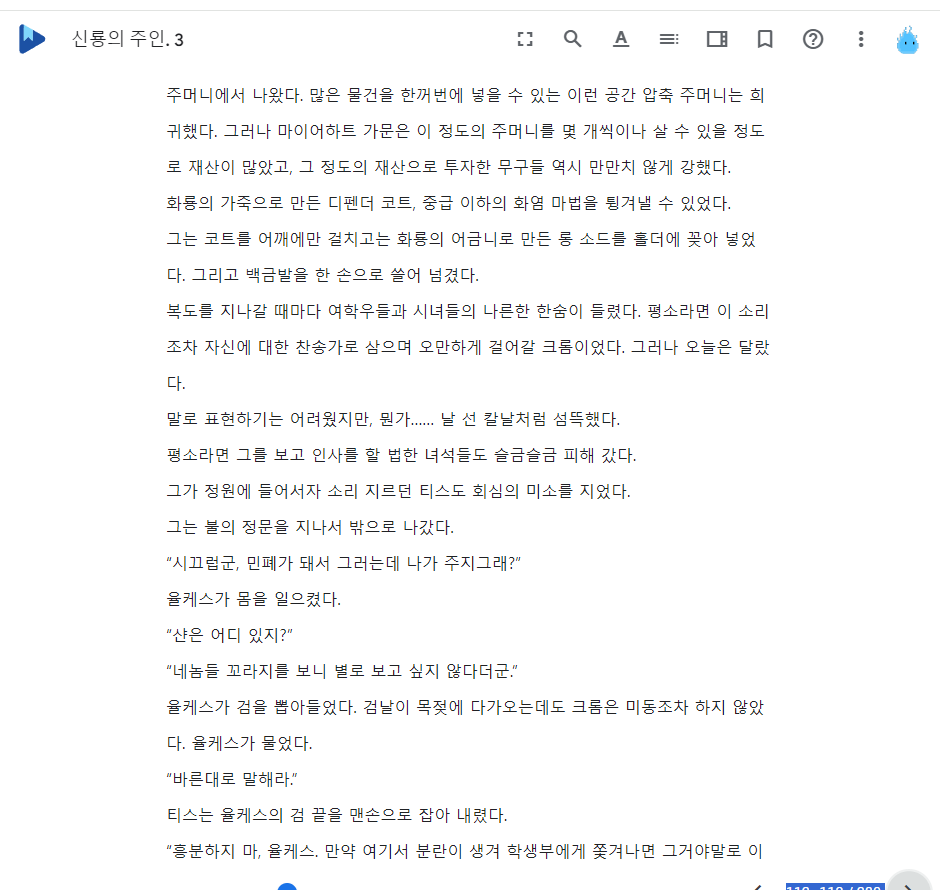 신룡의 주인. 3
주머니에서 나왔다. 많은 물건을 한꺼번에 넣을 수 있는 이런 공간 압축 주머니는 희
귀했다. 그러나 마이어하트 가문은 이 정도의 주머니를 몇 개씩이나 살 수 있을 정도
로 재산이 많았고, 그 정도의 재산으로 투자한 무구들 역시 만만치 않게 강했다.
화룡의 가죽으로 만든 디펜더 코트, 중급 이하의 화염 마법을 튕겨낼 수 있었다.
그는 코트를 어깨에만 걸치고는 화룡의 어금니로 만든 롱 소드를 홀더에 꽂아 넣었
다. 그리고 백금발을 한 손으로 쓸어 넘겼다.
복도를 지나갈 때마다 여학우들과 시녀들의 나른한 한숨이 들렸다. 평소라면 이 소리
조차 자신에 대한 찬송가로 삼으며 오만하게 걸어갈 크롬이었다. 그러나 오늘은 달랐
다.
말로 표현하기는 어려웠지만, 뭔가...... 날 선 칼날처럼 섬뜩했다.
평소라면 그를 보고 인사를 할 법한 녀석들도 슬금슬금 피해 갔다.
그가 정원에 들어서자 소리 지르던 티스도 회심의 미소를 지었다.
그는 불의 정문을 지나서 밖으로 나갔다.
“시끄럽군, 민폐가 돼서 그러는데 나가 주지그래?”
율케스가 몸을 일으켰다.
“샨은 어디 있지?”
“네놈들 꼬라지를 보니 별로 보고 싶지 않다더군.”
율케스가 검을 뽑아들었다. 검날이 목젖에 다가오는데도 크롬은 미동조차 하지 않았
다. 율케스가 물었다.
“바른대로 말해라.”
티스는 율케스의 검 끝을 맨손으로 잡아 내렸다.
“흥분하지 마, 율케스. 만약 여기서 분란이 생겨 학생부에게 쫓겨나면 그거야말로 이